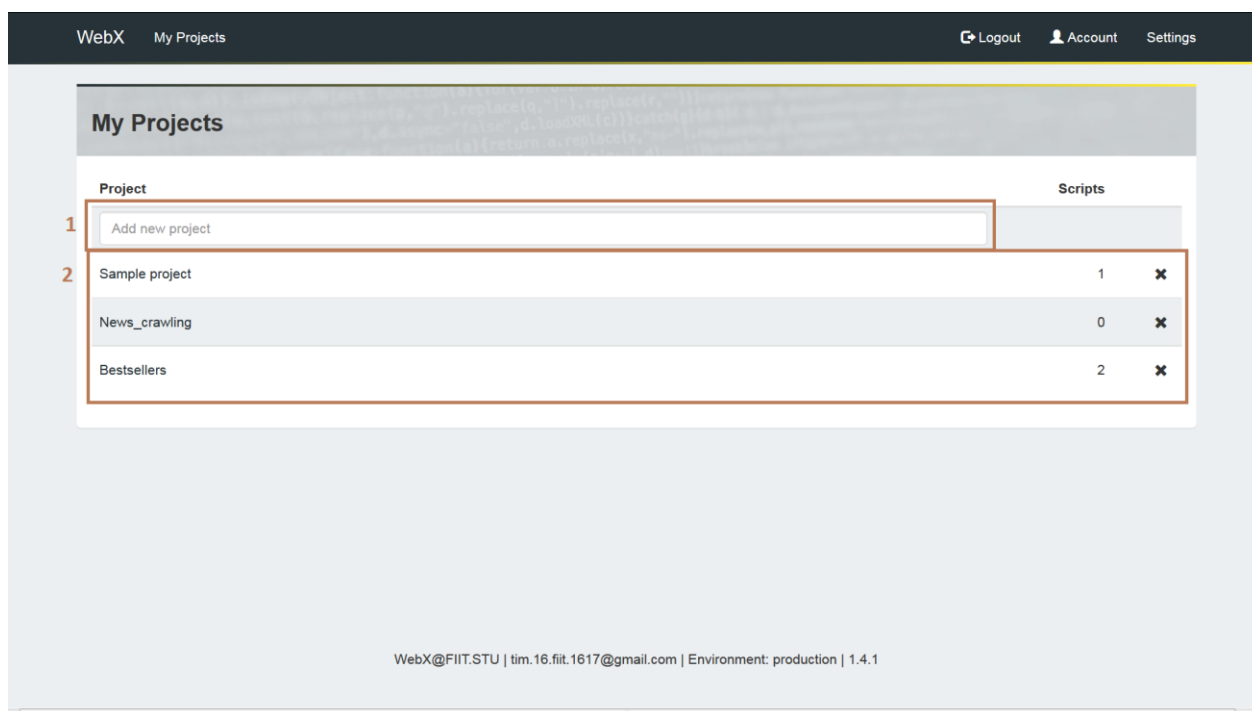 WebX My Projects Logout Account Settings
My Projects
Project Scripts
1 Add new project
2 Sample project 1
News_crawling 0
Bestsellers 2
WebX@FIIT.STU | tim.16.fiit.1617@gmail.com | Environment: production | 1.4.1